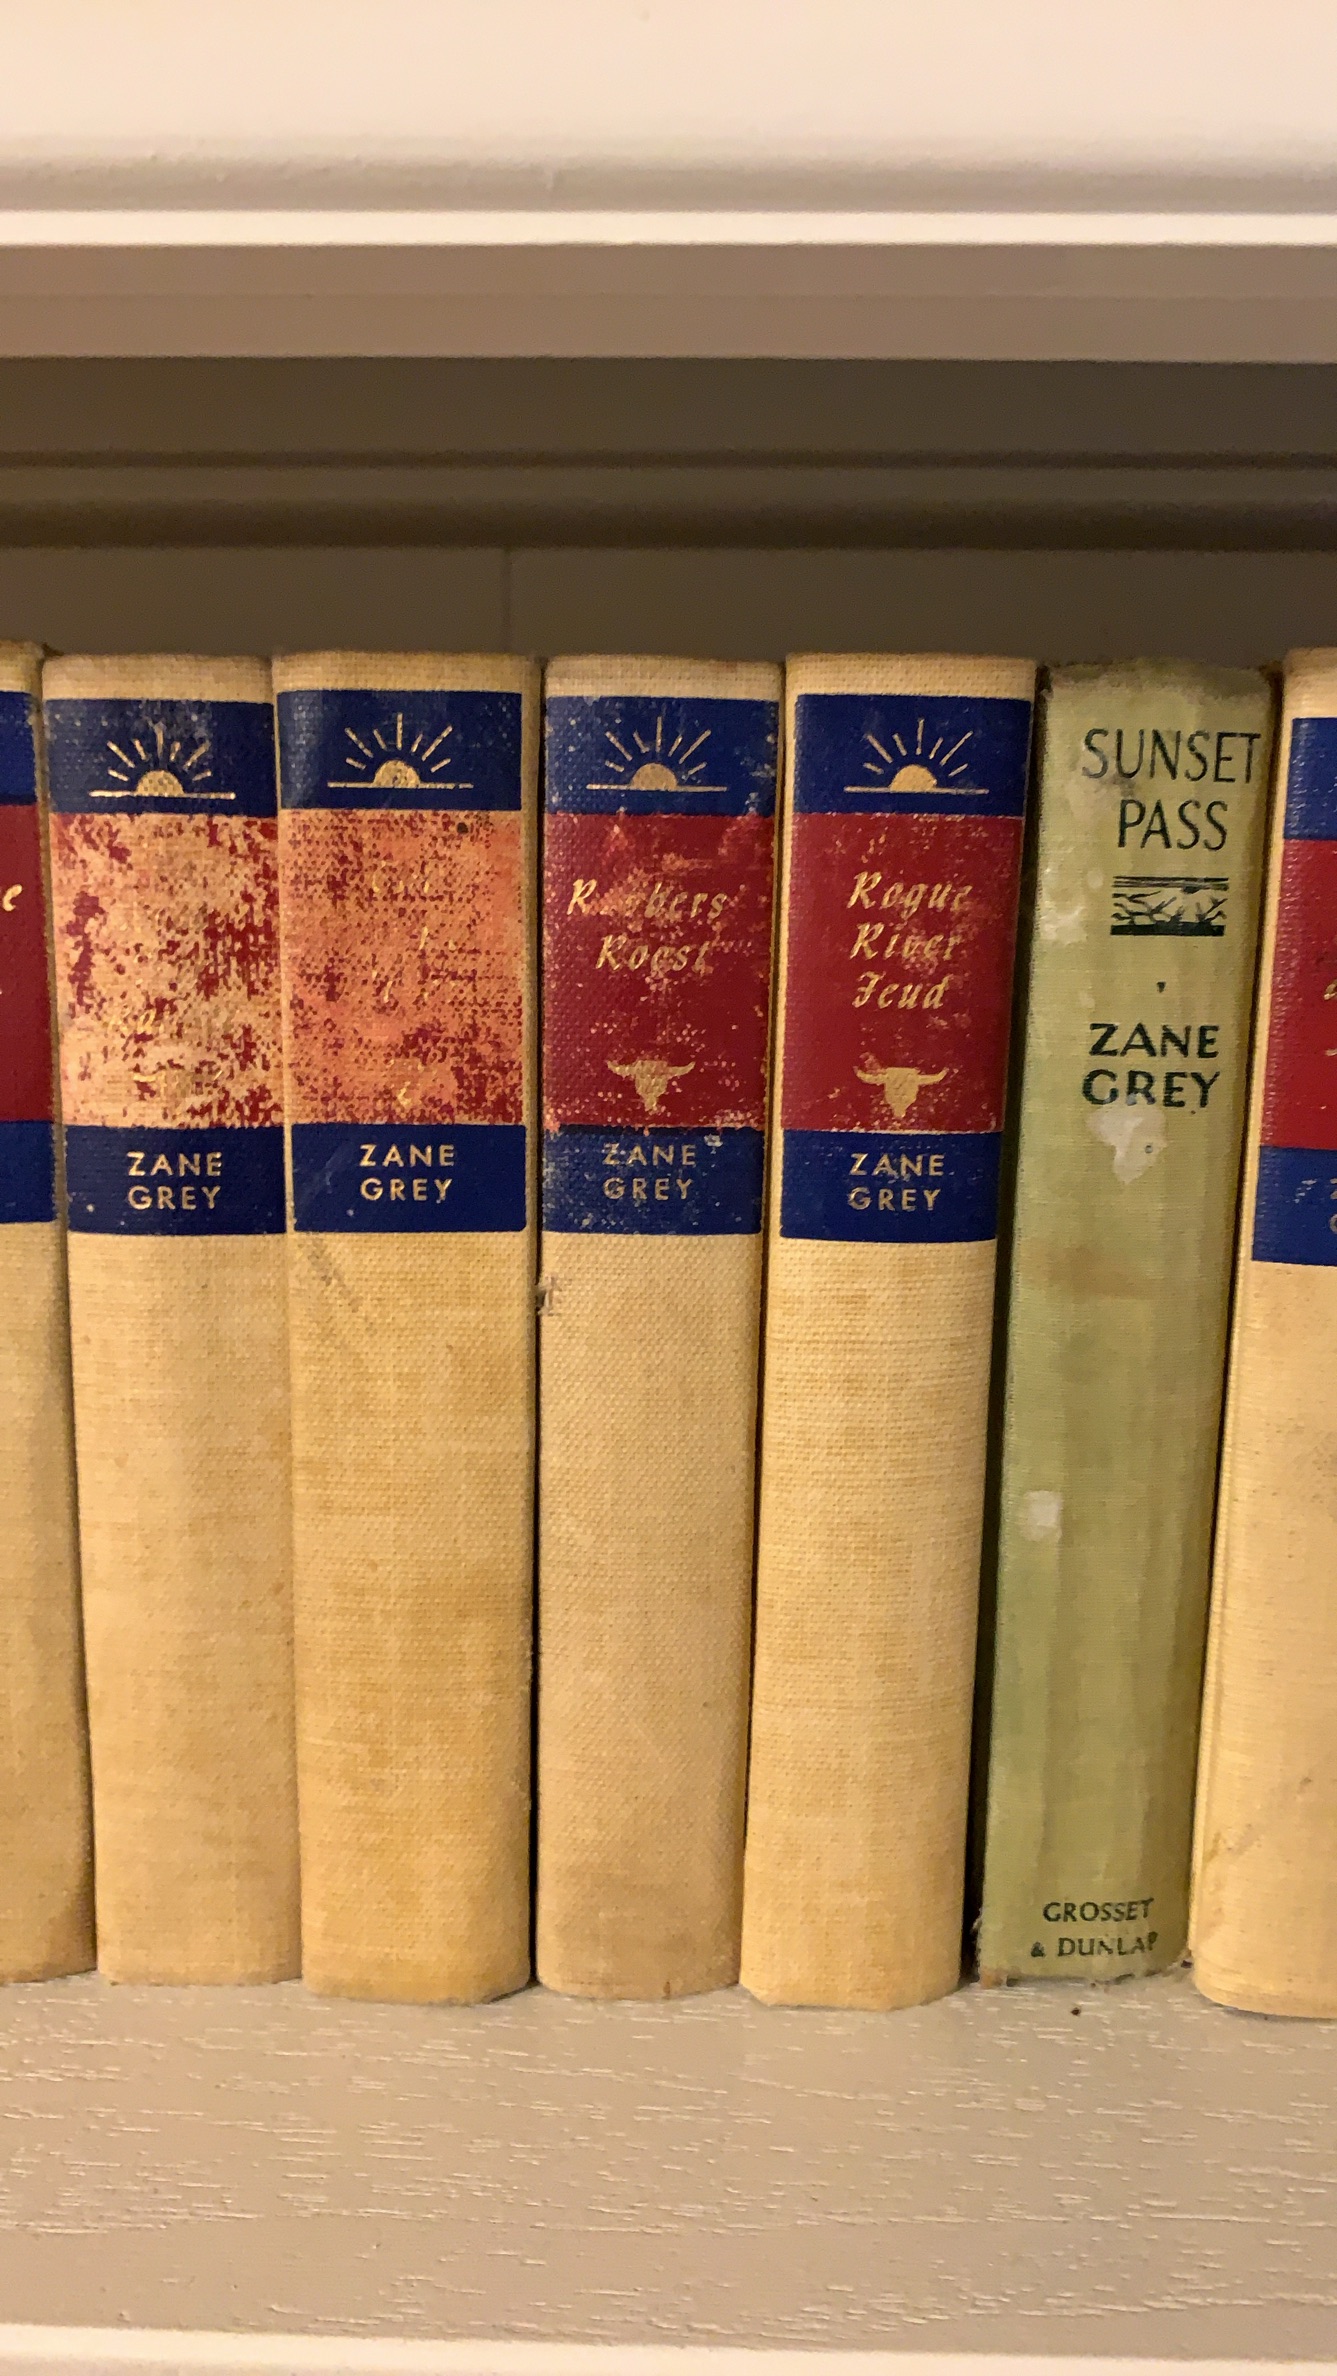 ZANE
GREY
ZANE
GREY
Robbers'
Roost
ZANE
GREY
Rogue
River
Feud
ZANE
GREY
SUNSET
PASS
ZANE
GREY
GROSSET
& DUNLAP